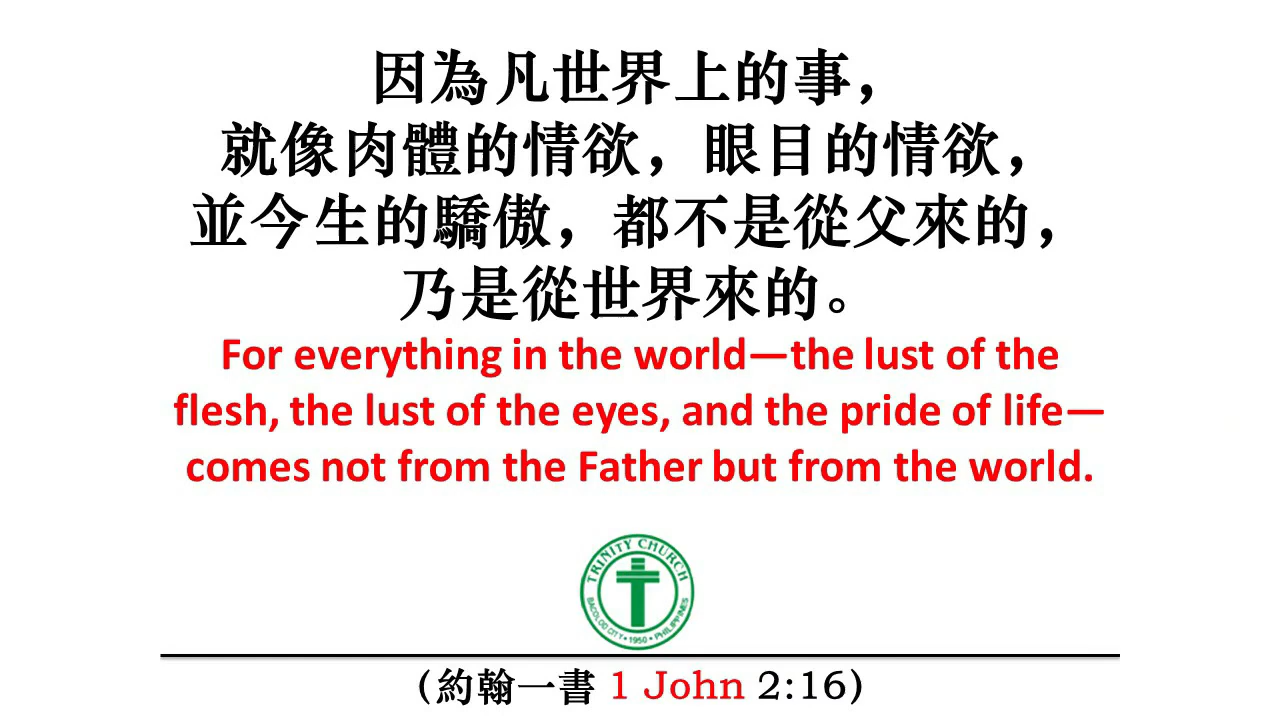 因為凡世界上的事，
就像肉體的情欲，眼目的情欲，
並今生的驕傲，都不是從父來的，
乃是從世界來的。
For everything in the world—the lust of the
flesh, the lust of the eyes, and the pride of life—
comes not from the Father but from the world.
TRINITY CHURCH
BACOLOD CITY • 1950 • PHILIPPINES
(約翰一書 1 John 2:16)